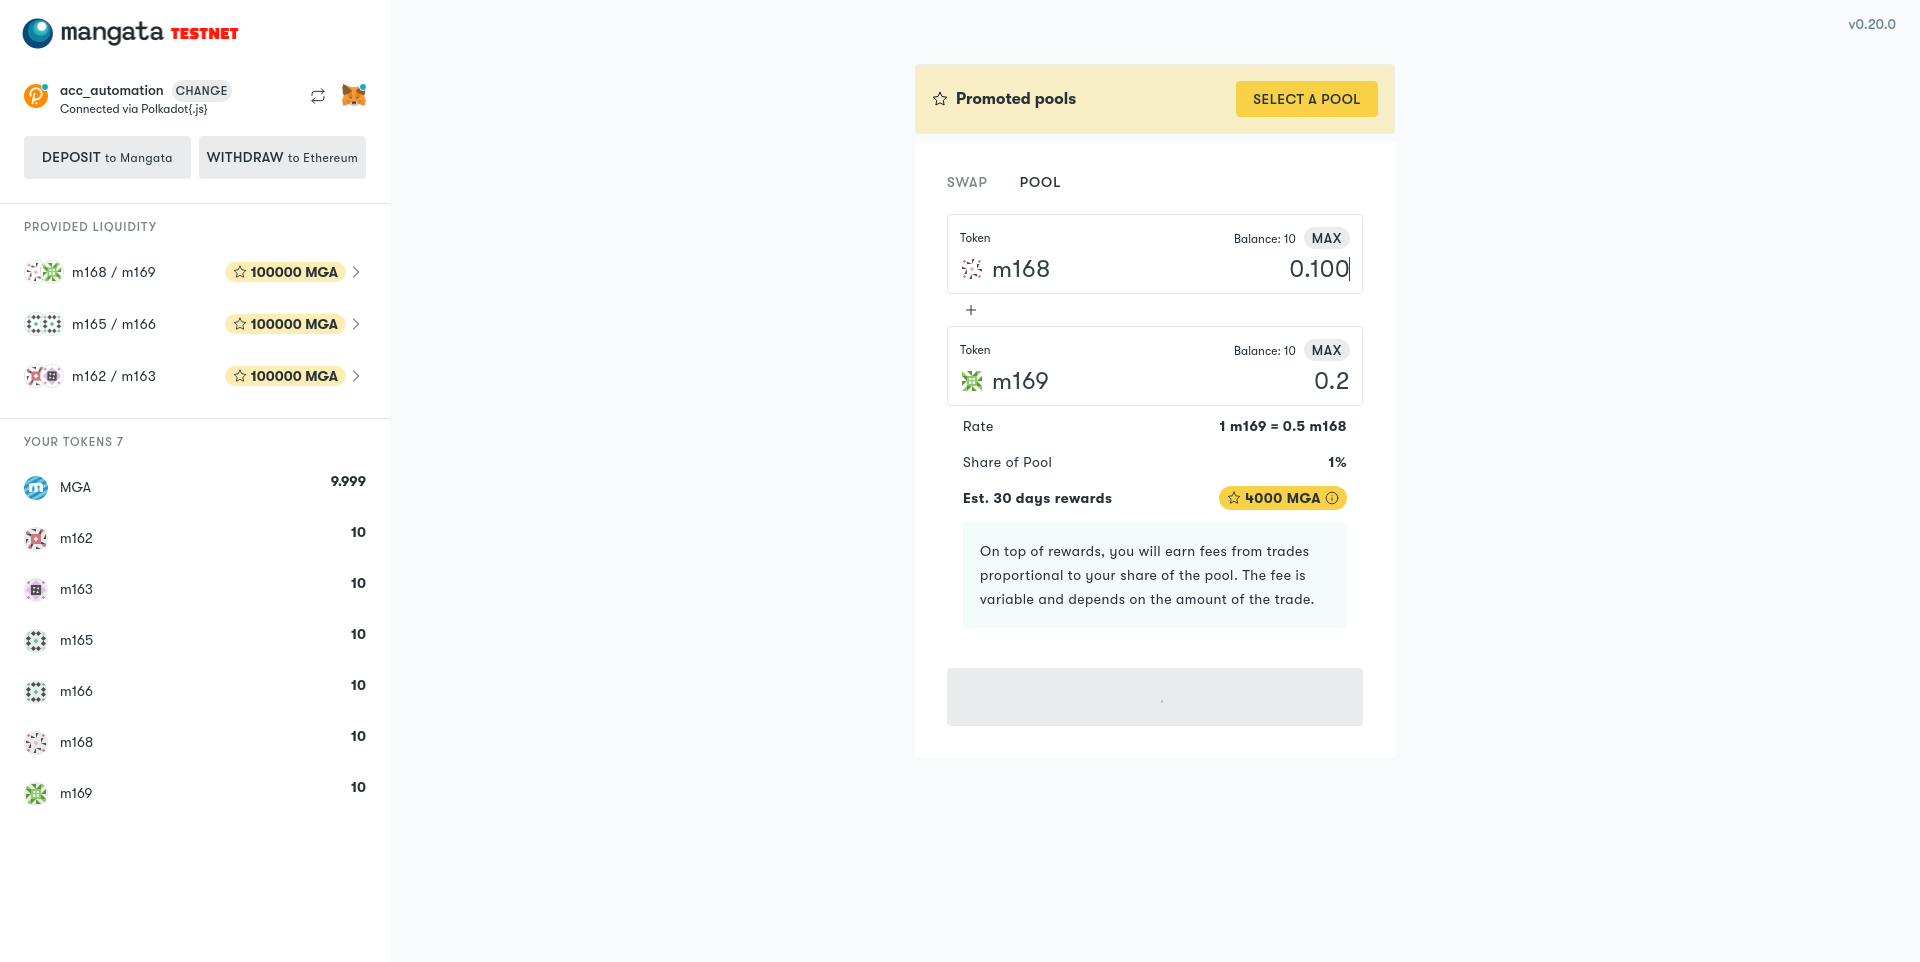 mangata TESTNET
v0.20.0
acc_automation CHANGE
Connected via Polkadot{.js}
DEPOSIT to Mangata
WITHDRAW to Ethereum
PROVIDED LIQUIDITY
m168 / m169 100000 MGA
m165 / m166 100000 MGA
m162 / m163 100000 MGA
YOUR TOKENS 7
MGA 9.999
m162 10
m163 10
m165 10
m166 10
m168 10
m169 10
Promoted pools SELECT A POOL
SWAP POOL
Token Balance: 10 MAX
m168 0.100
+
Token Balance: 10 MAX
m169 0.2
Rate 1 m169 = 0.5 m168
Share of Pool 1%
Est. 30 days rewards 4000 MGA
On top of rewards, you will earn fees from trades
proportional to your share of the pool. The fee is
variable and depends on the amount of the trade.
.